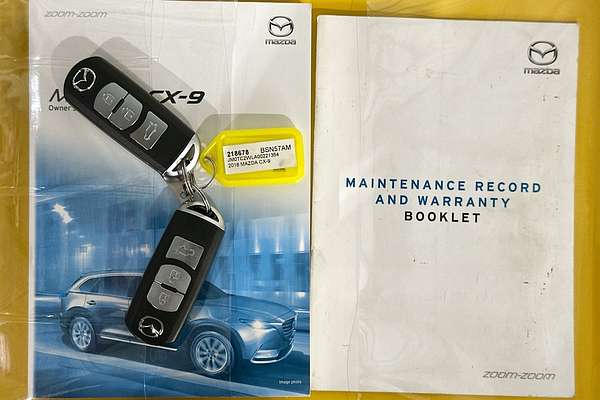 zoom-zoom
mazda
CX-9
Owner's
218678 BSN57AM
JM0TC2WLA00221354
2018 MAZDA CX-9
Image photo
mazda
MAINTENANCE RECORD
AND WARRANTY
BOOKLET
zoom-zoom